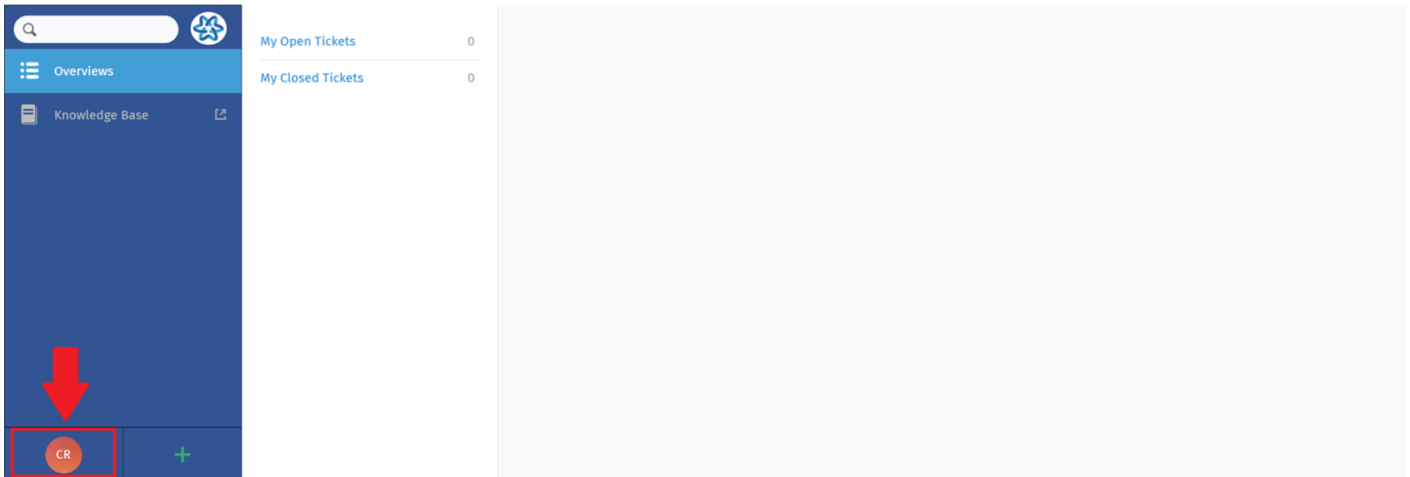 Overviews
Knowledge Base
CR
+
My Open Tickets 0
My Closed Tickets 0